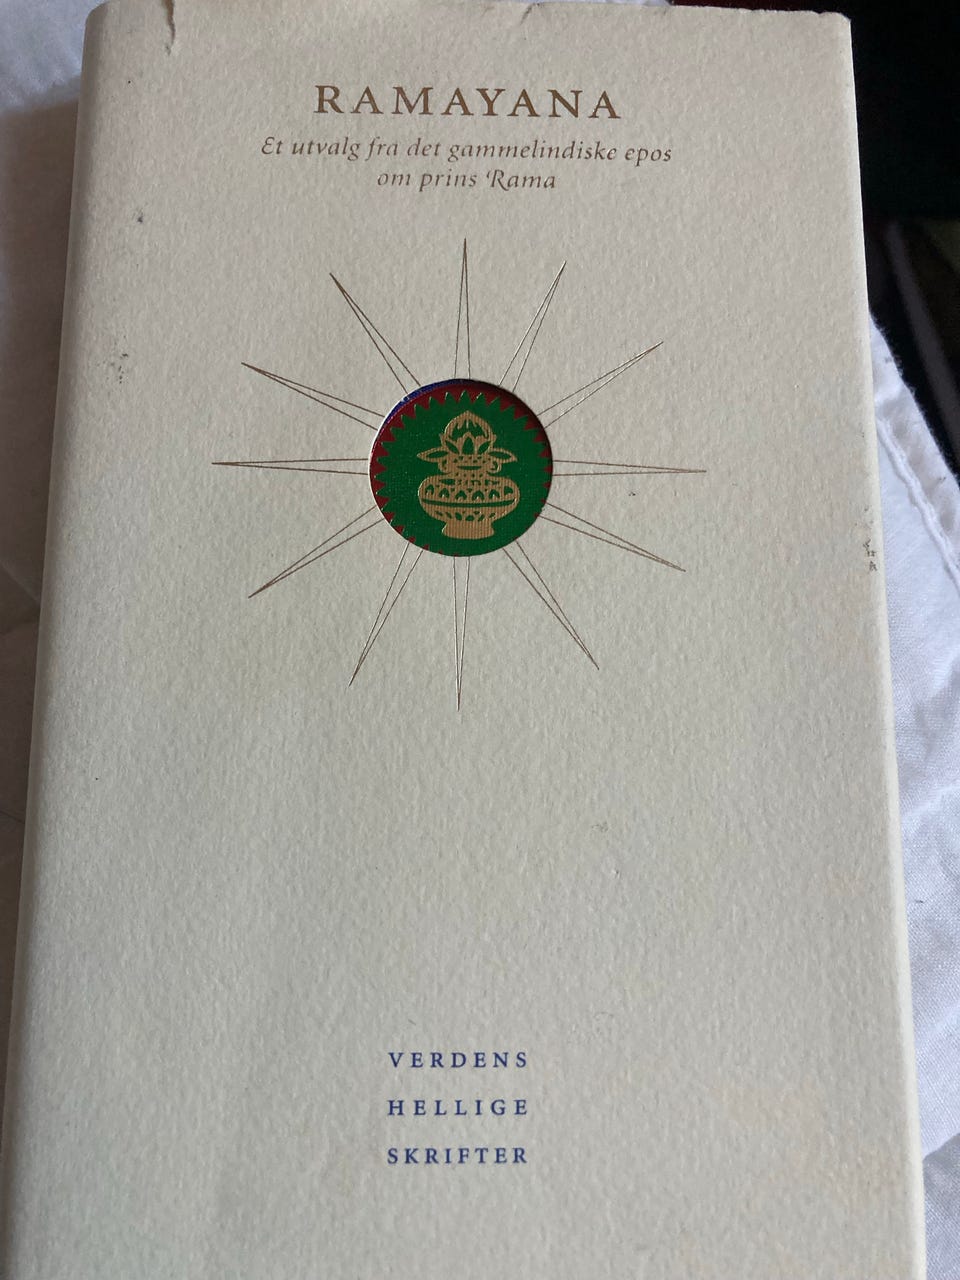 RAMAYANA
Et utvalg fra det gammelindiske epos
om prins Rama
VERDENS
HELLIGE
SKRIFTER